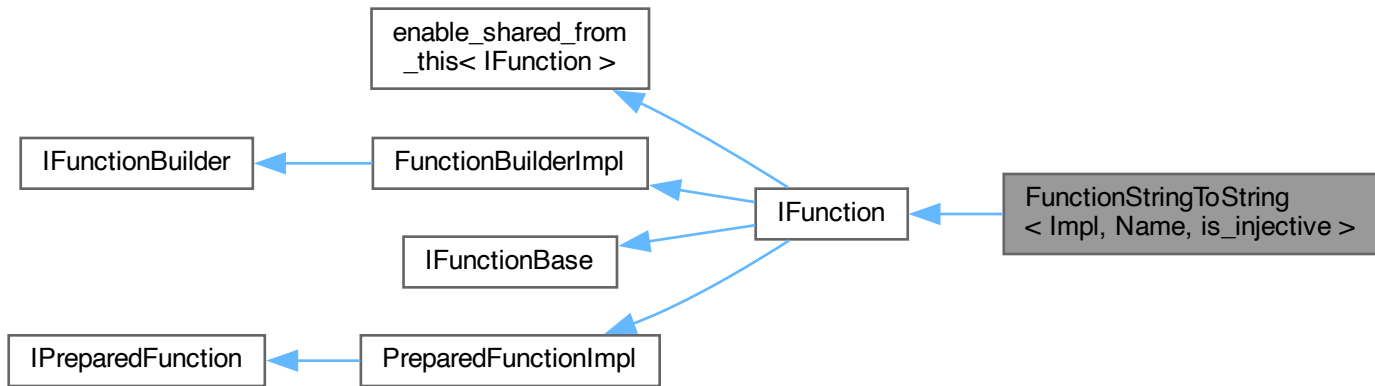 enable_shared_from
_this< IFunction >
IFunctionBuilder
FunctionBuilderImpl
IFunction
FunctionStringToString
< Impl, Name, is_injective >
IFunctionBase
IPreparedFunction
PreparedFunctionImpl